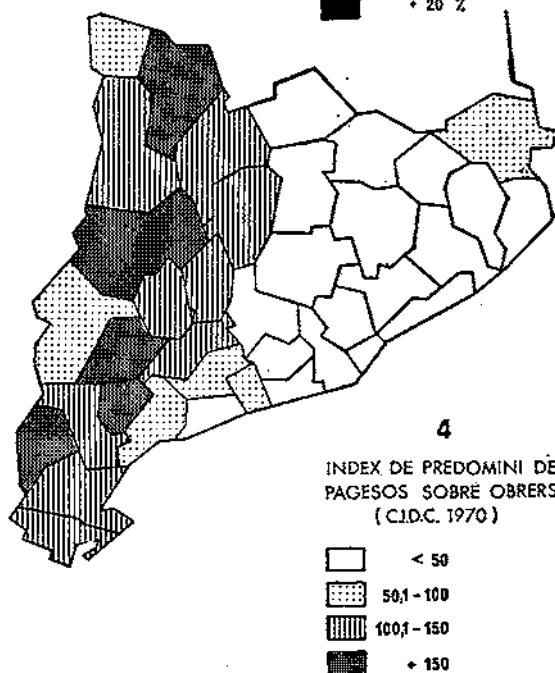 + 20 %
4
INDEX DE PREDOMINI DE
PAGESOS SOBRE OBRERS
( C.I.D.C. 1970 )
< 50
50,1 - 100
100,1 - 150
+ 150